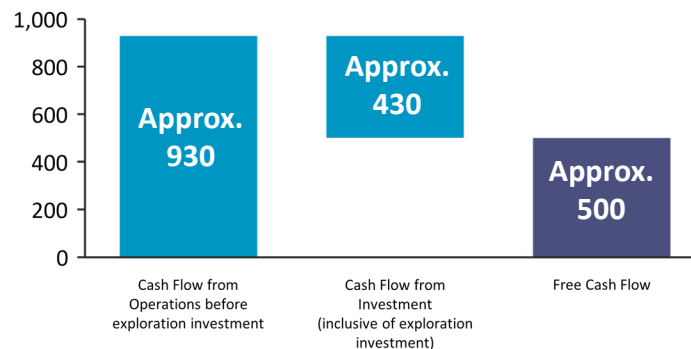 1,000
800
600
400
200
0
Approx.
930
Approx.
430
Approx.
500
Cash Flow from
Operations before
exploration investment
Cash Flow from
Investment
(inclusive of exploration
investment)
Free Cash Flow